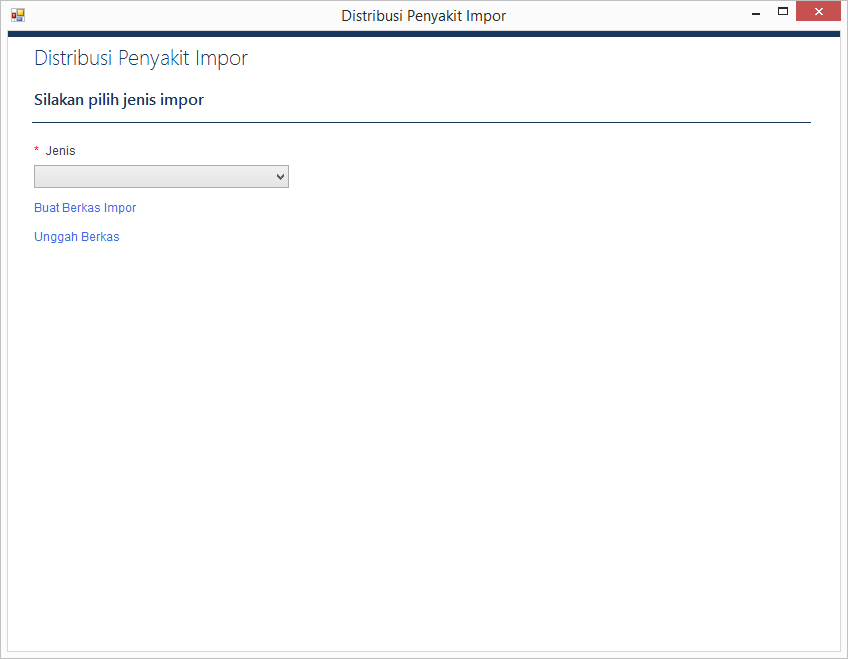 Distribusi Penyakit Impor
Distribusi Penyakit Impor
Silakan pilih jenis impor
* Jenis
Buat Berkas Impor
Unggah Berkas